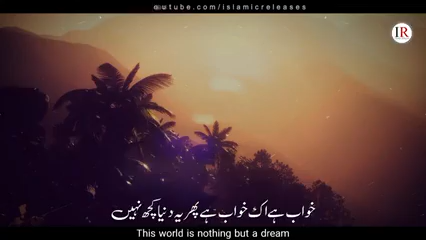 outube.com/islamicreleases
IR
خواب ہے اک خواب ہے پھر یہ دنیا کچھ نہیں
This world is nothing but a dream